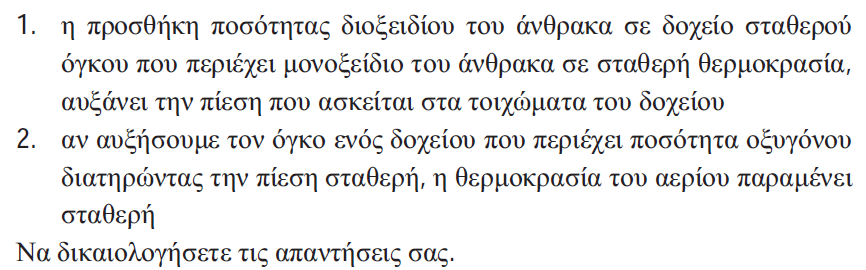 1. η προσθήκη ποσότητας διοξειδίου του άνθρακα σε δοχείο σταθερού
όγκου που περιέχει μονοξείδιο του άνθρακα σε σταθερή θερμοκρασία,
αυξάνει την πίεση που ασκείται στα τοιχώματα του δοχείου
2. αν αυξήσουμε τον όγκο ενός δοχείου που περιέχει ποσότητα οξυγόνου
διατηρώντας την πίεση σταθερή, η θερμοκρασία του αερίου παραμένει
σταθερή
Να δικαιολογήσετε τις απαντήσεις σας.